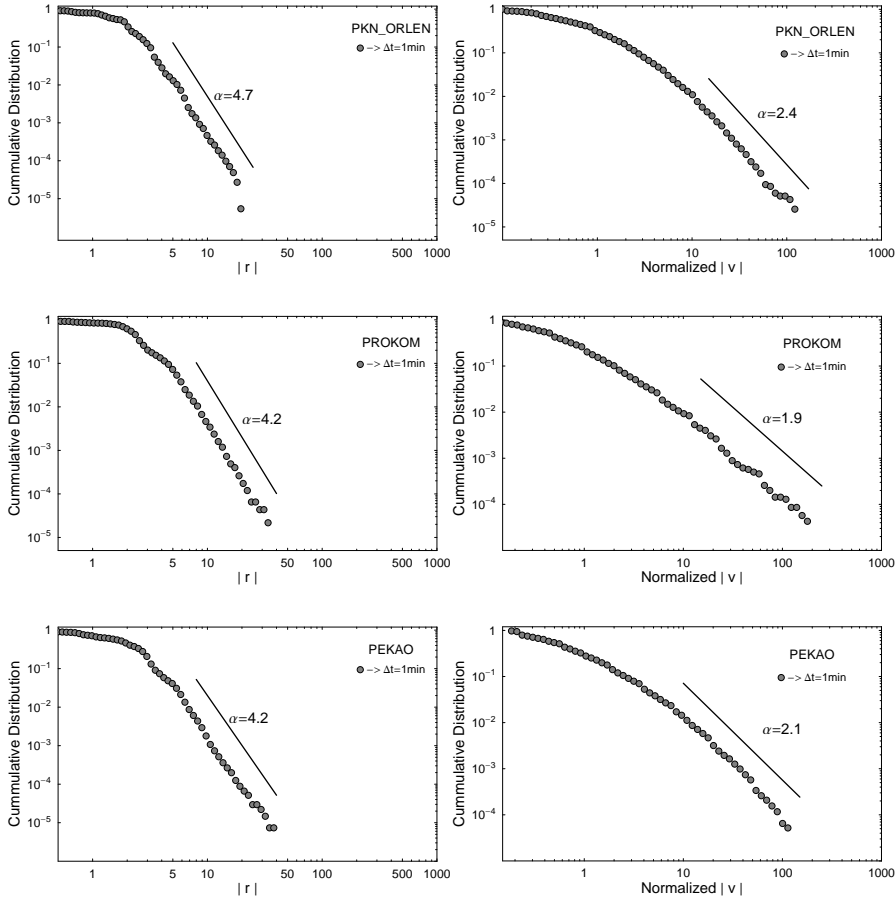 PKN_ORLEN
–> Δt=1min
α=4.7
Cummulative Distribution
1
10⁻¹
10⁻²
10⁻³
10⁻⁴
10⁻⁵
1 5 10 50 100 500 1000
| r |
PKN_ORLEN
–> Δt=1min
α=2.4
Cummulative Distribution
1
10⁻¹
10⁻²
10⁻³
10⁻⁴
10⁻⁵
1 10 100 1000
Normalized | v |
PROKOM
–> Δt=1min
α=4.2
Cummulative Distribution
1
10⁻¹
10⁻²
10⁻³
10⁻⁴
10⁻⁵
1 5 10 50 100 500 1000
| r |
PROKOM
–> Δt=1min
α=1.9
Cummulative Distribution
1
10⁻¹
10⁻²
10⁻³
10⁻⁴
1 10 100 1000
Normalized | v |
PEKAO
–> Δt=1min
α=4.2
Cummulative Distribution
1
10⁻¹
10⁻²
10⁻³
10⁻⁴
10⁻⁵
1 5 10 50 100 500 1000
| r |
PEKAO
–> Δt=1min
α=2.1
Cummulative Distribution
1
10⁻¹
10⁻²
10⁻³
10⁻⁴
1 10 100 1000
Normalized | v |